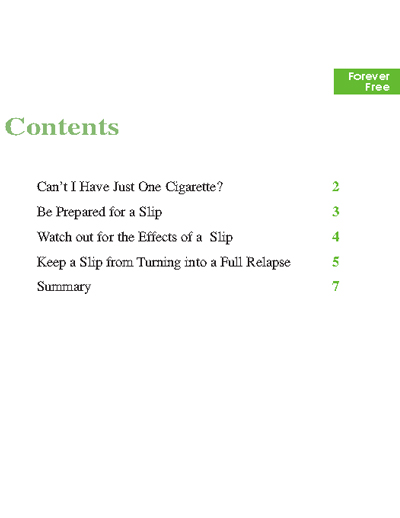 Forever
Free
Contents
Can't I Have Just One Cigarette? 2
Be Prepared for a Slip 3
Watch out for the Effects of a Slip 4
Keep a Slip from Turning into a Full Relapse 5
Summary 7